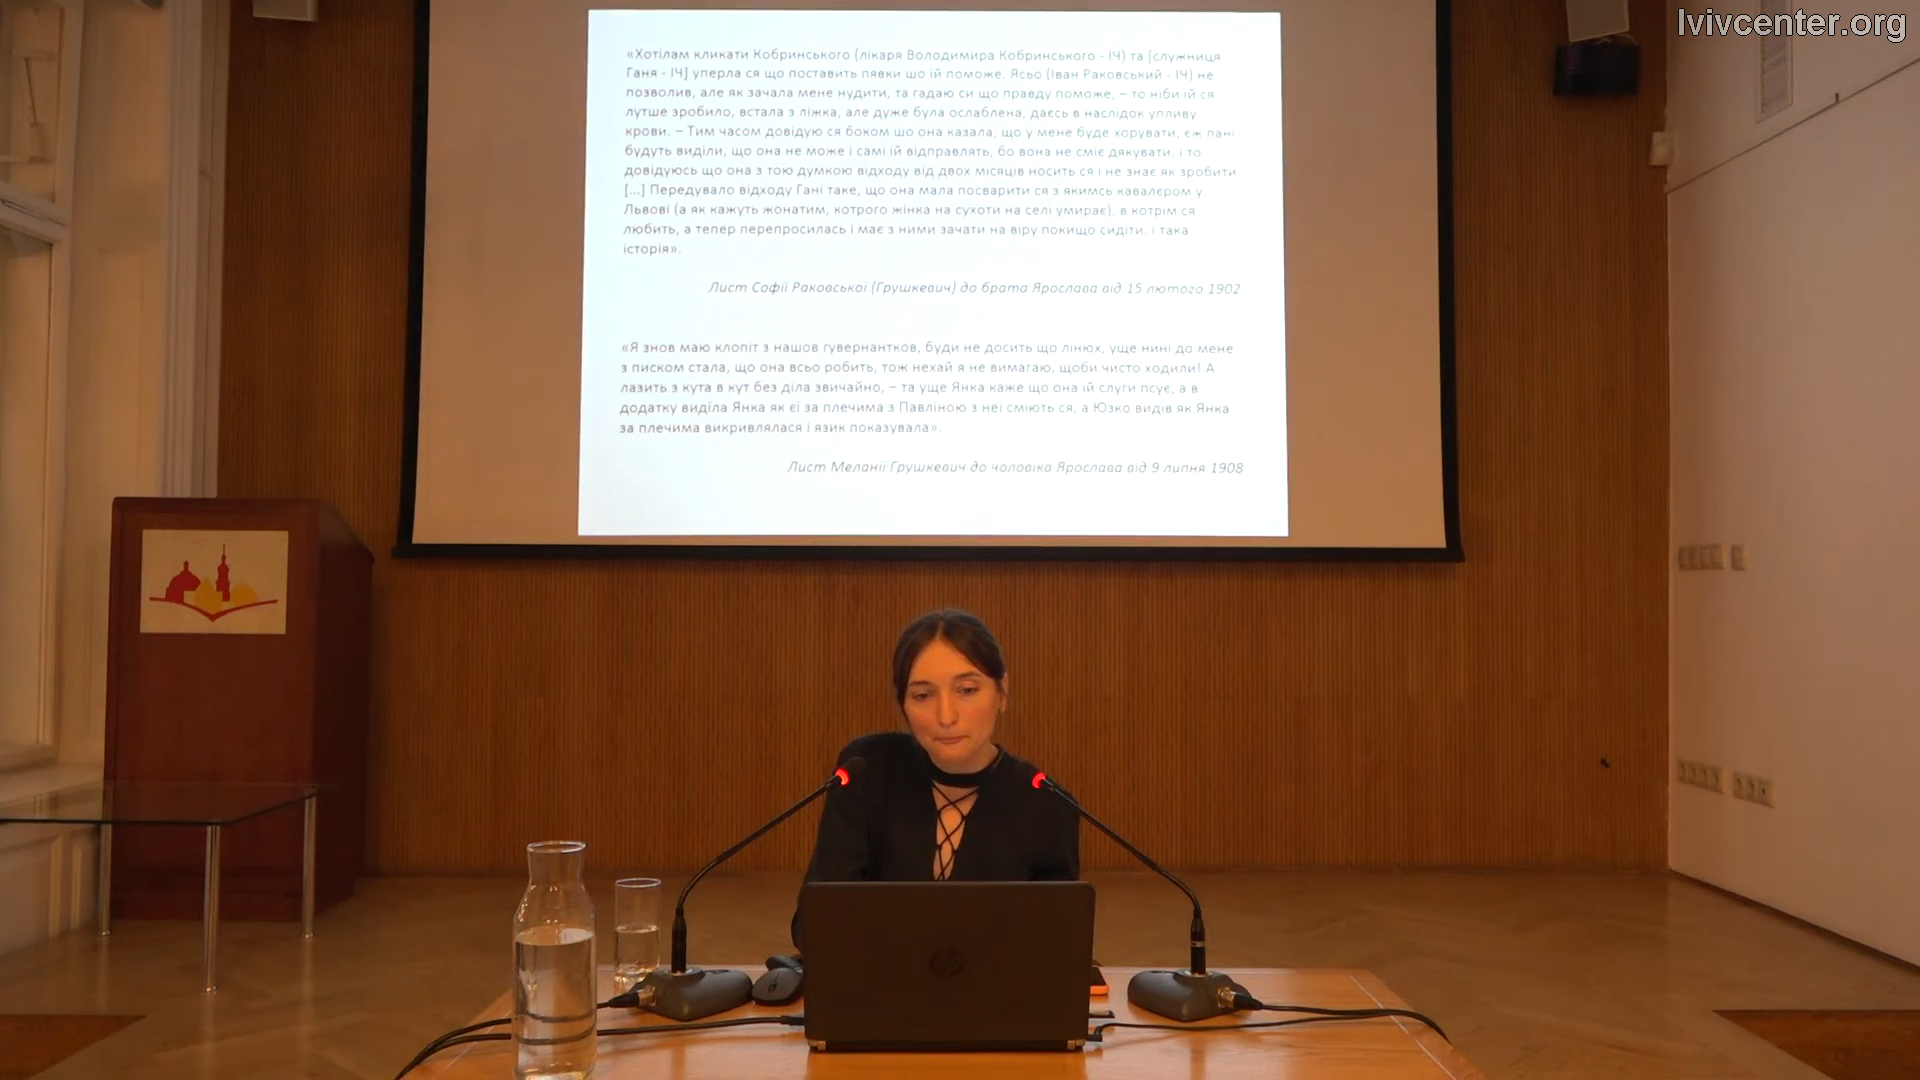 lvivcenter.org
«Хотілам кликати Кобринського (лікаря Володимира Кобринського - ІЧ) та [служниця
Ганя - ІЧ] уперла ся що поставить пявки шо їй поможе. Ясьо (Іван Раковський - ІЧ) не
позволив, але як зачала мене нудити, та гадаю си що правду поможе, – то ніби їй ся
лутше зробило, встала з ліжка, але дуже була ослаблена, даєсь в наслідок упливу
крови. – Тим часом довідую ся боком шо она казала, що у мене буде хорувати, єж пані
будуть виділи, що она не може і самі їй відправлять, бо вона не сміє дякувати, і то
довідуюсь що она з тою думкою відходу від двох місяців носить ся і не знає як зробити
[...] Передувало відходу Гані таке, що она мала посварити ся з якимсь кавалєром у
Львові (а як кажуть жонатим, котрого жінка на сухоти на селі умирає), в котрім ся
любить, а тепер перепросилась і має з ними зачати на віру покищо сидіти, і така
історія».
Лист Софії Раковської (Грушкевич) до брата Ярослава від 15 лютого 1902
«Я знов маю клопіт з нашов гувернантков, буди не досить що лінюх, уще нині до мене
з писком стала, що она всьо робить, тож нехай я не вимагаю, щоби чисто ходили! А
лазить з кута в кут без діла звичайно, – та уще Янка каже що она їй слуги псує, а в
додатку виділа Янка як єї за плечима з Павліною з неї сміють ся, а Юзко видів як Янка
за плечима викривлялася і язик показувала».
Лист Меланії Грушкевич до чоловіка Ярослава від 9 липня 1908